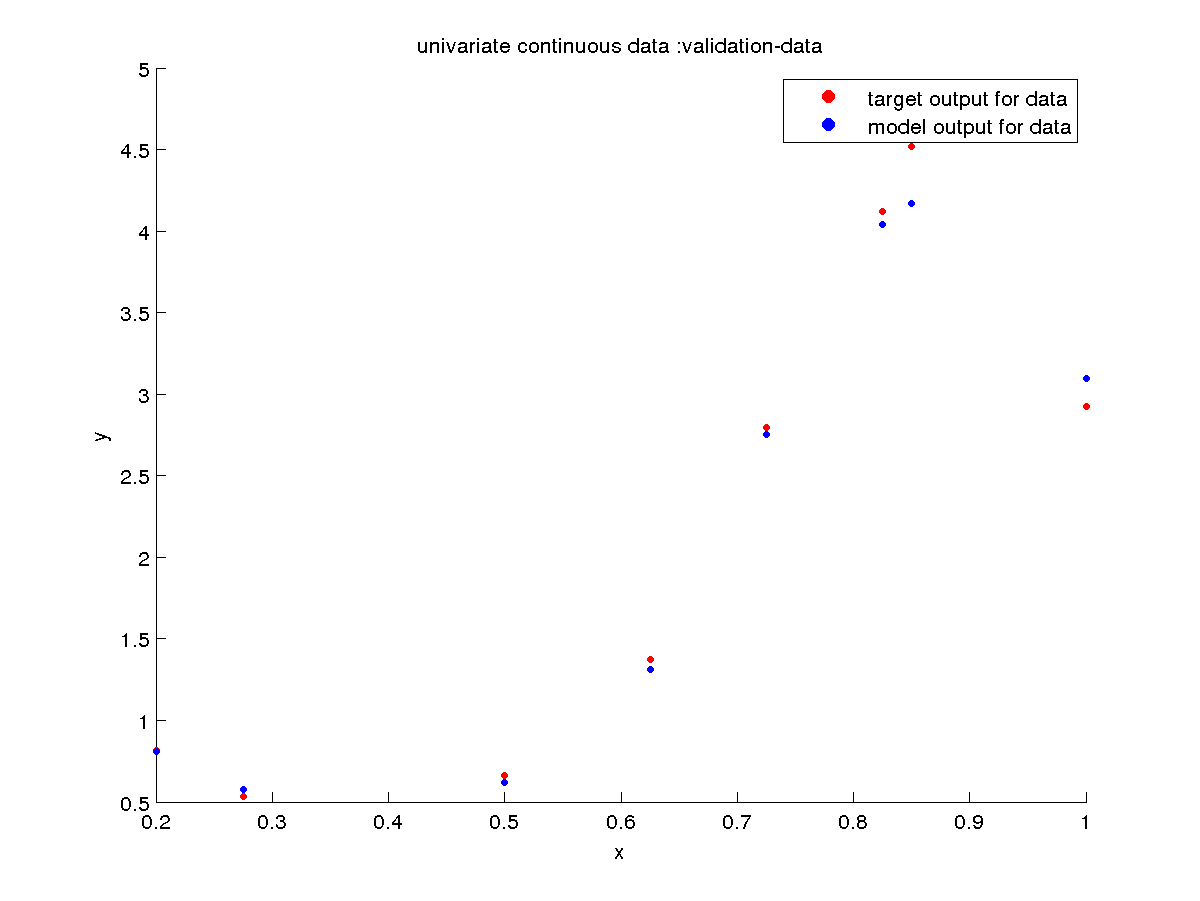 univariate continuous data :validation-data
target output for data
model output for data
5
4.5
4
3.5
3
2.5
2
1.5
1
0.5
y
0.2 0.3 0.4 0.5 0.6 0.7 0.8 0.9 1
x